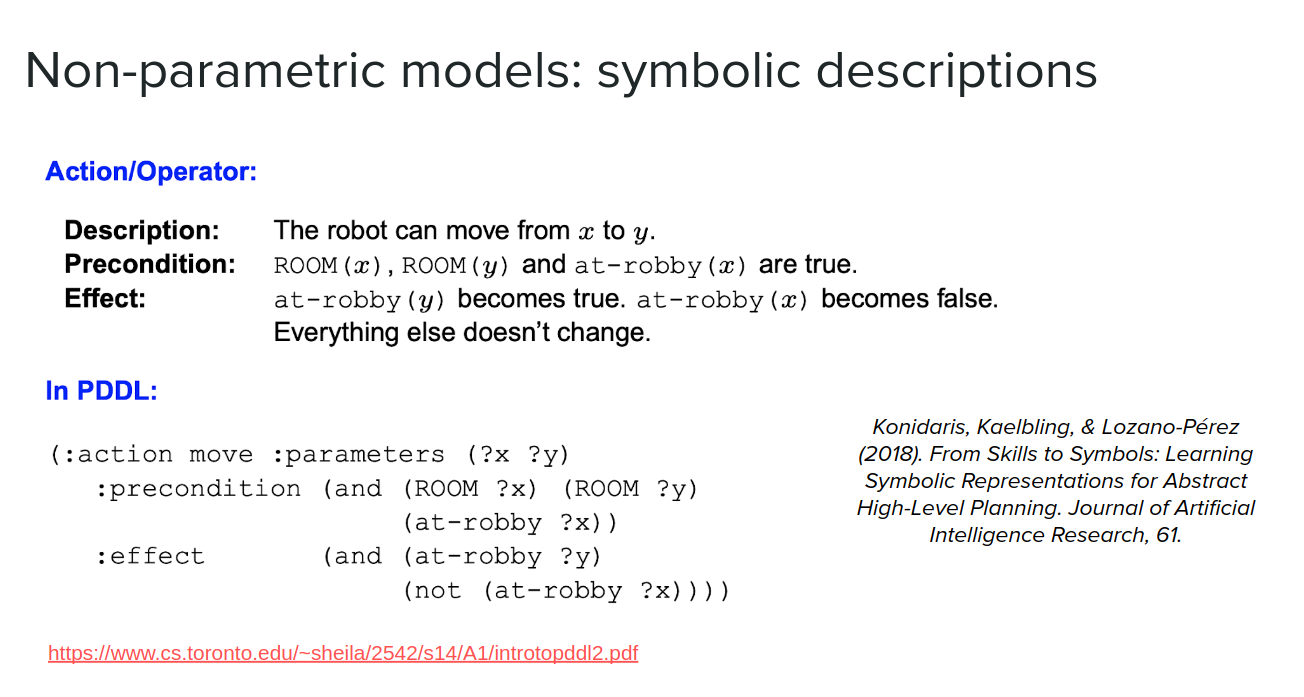 Non-parametric models: symbolic descriptions
Action/Operator:
Description: The robot can move from x to y.
Precondition: ROOM(x), ROOM(y) and at-robby(x) are true.
Effect: at-robby(y) becomes true. at-robby(x) becomes false.
Everything else doesn't change.
In PDDL:
(:action move :parameters (?x ?y)
:precondition (and (ROOM ?x) (ROOM ?y)
(at-robby ?x))
:effect (and (at-robby ?y)
(not (at-robby ?x))))
Konidaris, Kaelbling, & Lozano-Pérez
(2018). From Skills to Symbols: Learning
Symbolic Representations for Abstract
High-Level Planning. Journal of Artificial
Intelligence Research, 61.
https://www.cs.toronto.edu/~sheila/2542/s14/A1/introtopddl2.pdf